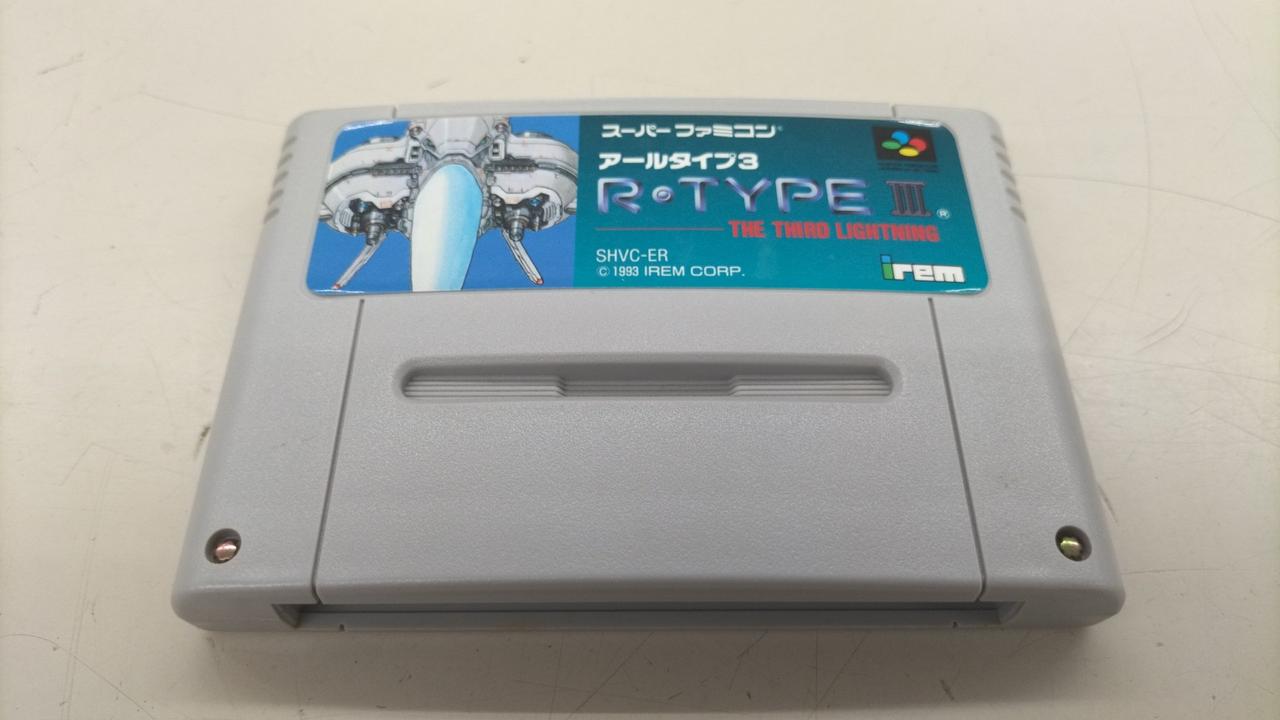 スーパーファミコン®
アールタイプ3
R·TYPE III®
THE THIRD LIGHTNING
SHVC-ER
© 1993 IREM CORP.
irem